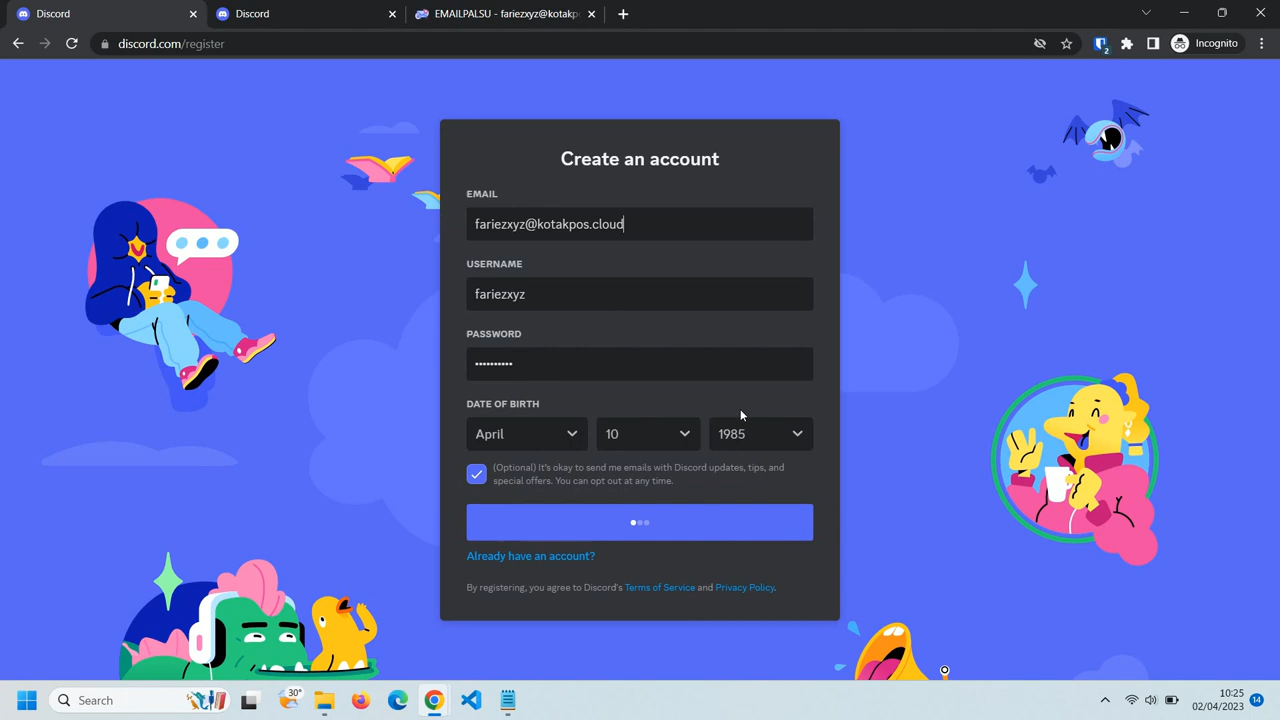 Discord
Discord
EMAILPALSU - fariezxyz@kotakp
discord.com/register
2
Incognito
Create an account
EMAIL
fariezxyz@kotakpos.cloud
USERNAME
fariezxyz
PASSWORD
••••••••••
DATE OF BIRTH
April
10
1985
(Optional) It's okay to send me emails with Discord updates, tips, and
special offers. You can opt out at any time.
Already have an account?
By registering, you agree to Discord's Terms of Service and Privacy Policy.
Search
30°
10:25
02/04/2023
14